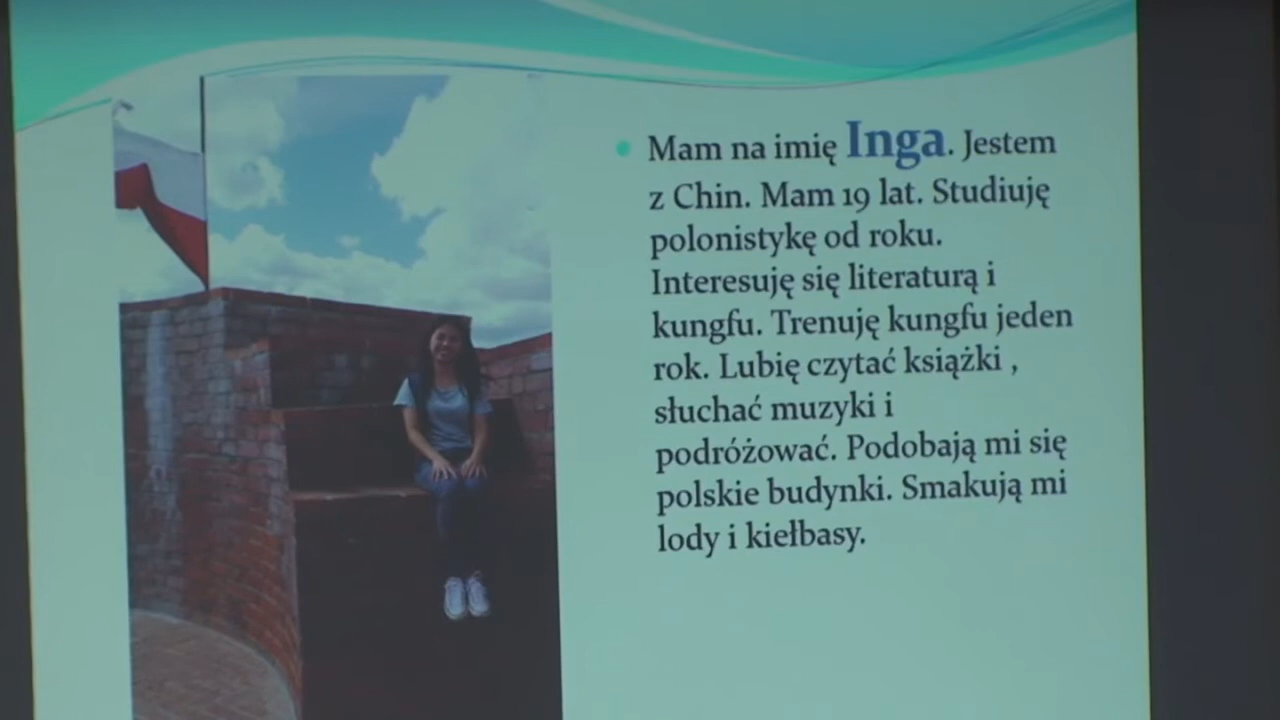 Mam na imię Inga. Jestem
z Chin. Mam 19 lat. Studiuję
polonistykę od roku.
Interesuję się literaturą i
kungfu. Trenuję kungfu jeden
rok. Lubię czytać książki ,
słuchać muzyki i
podróżować. Podobają mi się
polskie budynki. Smakują mi
lody i kiełbasy.